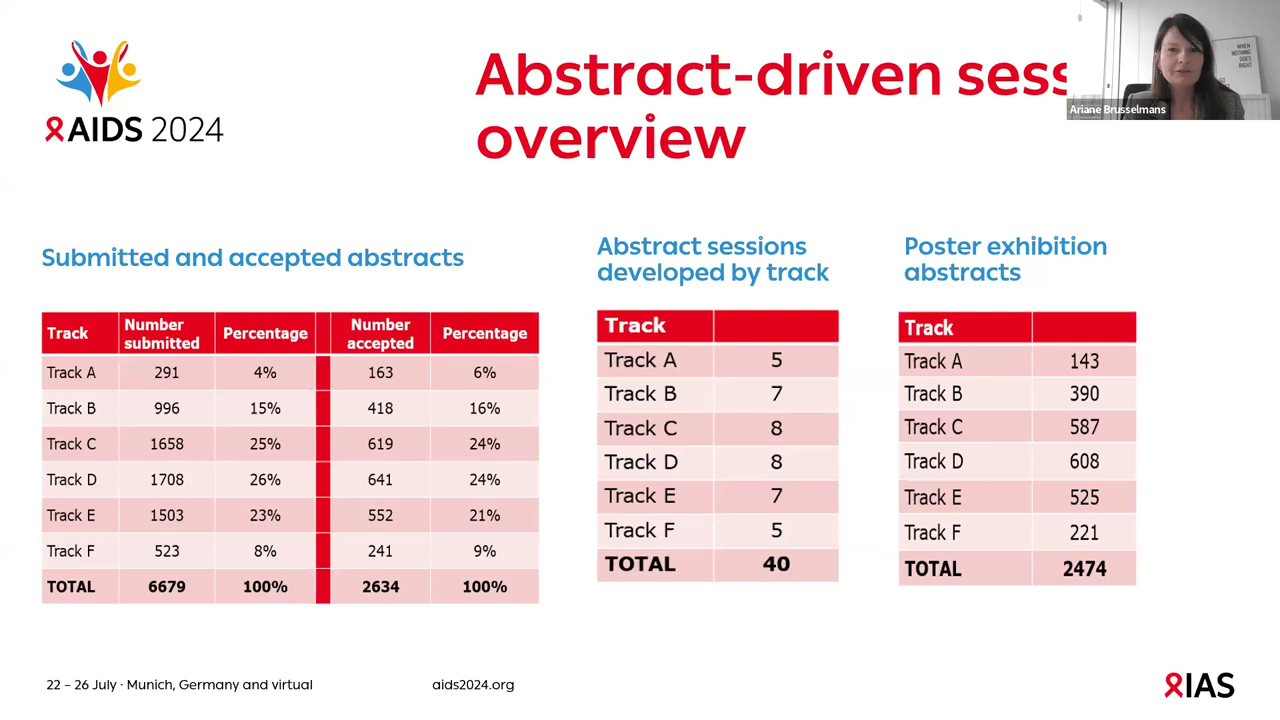 Abstract-driven sess
overview
WHEN
NOTHING
GOES
RIGHT
Ariane Brusselmans
AIDS 2024
Submitted and accepted abstracts
Track Number submitted Percentage Number accepted Percentage
Track A 291 4% 163 6%
Track B 996 15% 418 16%
Track C 1658 25% 619 24%
Track D 1708 26% 641 24%
Track E 1503 23% 552 21%
Track F 523 8% 241 9%
TOTAL 6679 100% 2634 100%
Abstract sessions
developed by track
Track
Track A 5
Track B 7
Track C 8
Track D 8
Track E 7
Track F 5
TOTAL 40
Poster exhibition
abstracts
Track
Track A 143
Track B 390
Track C 587
Track D 608
Track E 525
Track F 221
TOTAL 2474
22 – 26 July · Munich, Germany and virtual
aids2024.org
IAS